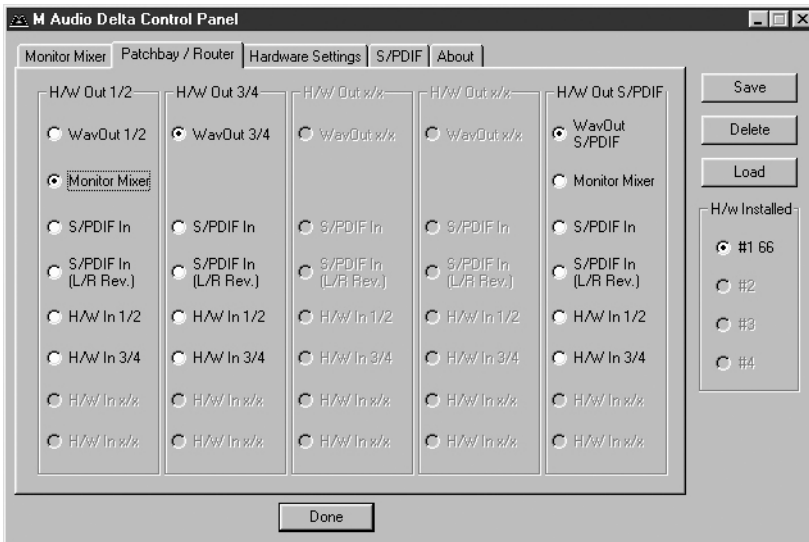 M Audio Delta Control Panel
Monitor Mixer Patchbay / Router Hardware Settings S/PDIF About
H/W Out 1/2
WavOut 1/2
Monitor Mixer
S/PDIF In
S/PDIF In
(L/R Rev.)
H/W In 1/2
H/W In 3/4
H/W In x/x
H/W In x/x
H/W Out 3/4
WavOut 3/4
S/PDIF In
S/PDIF In
(L/R Rev.)
H/W In 1/2
H/W In 3/4
H/W In x/x
H/W In x/x
H/W Out x/x
WavOut x/x
S/PDIF In
S/PDIF In
(L/R Rev.)
H/W In 1/2
H/W In 3/4
H/W In x/x
H/W In x/x
H/W Out x/x
WavOut x/x
S/PDIF In
S/PDIF In
(L/R Rev.)
H/W In 1/2
H/W In 3/4
H/W In x/x
H/W In x/x
H/W Out S/PDIF
WavOut
S/PDIF
Monitor Mixer
S/PDIF In
S/PDIF In
(L/R Rev.)
H/W In 1/2
H/W In 3/4
H/W In x/x
H/W In x/x
Save
Delete
Load
H/w Installed
#1 66
#2
#3
#4
Done